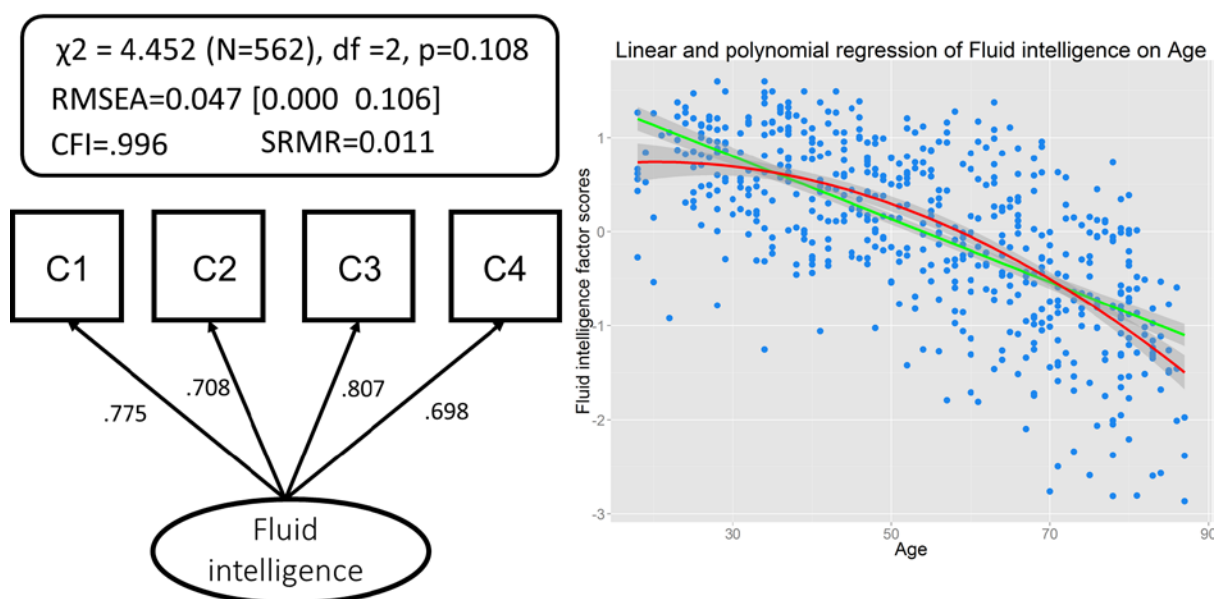 χ2 = 4.452 (N=562), df =2, p=0.108
RMSEA=0.047 [0.000 0.106]
CFI=.996 SRMR=0.011
C1 C2 C3 C4
.775 .708 .807 .698
Fluid
intelligence
Linear and polynomial regression of Fluid intelligence on Age
Fluid intelligence factor scores
1
0
-1
-2
-3
30 50 70 90
Age